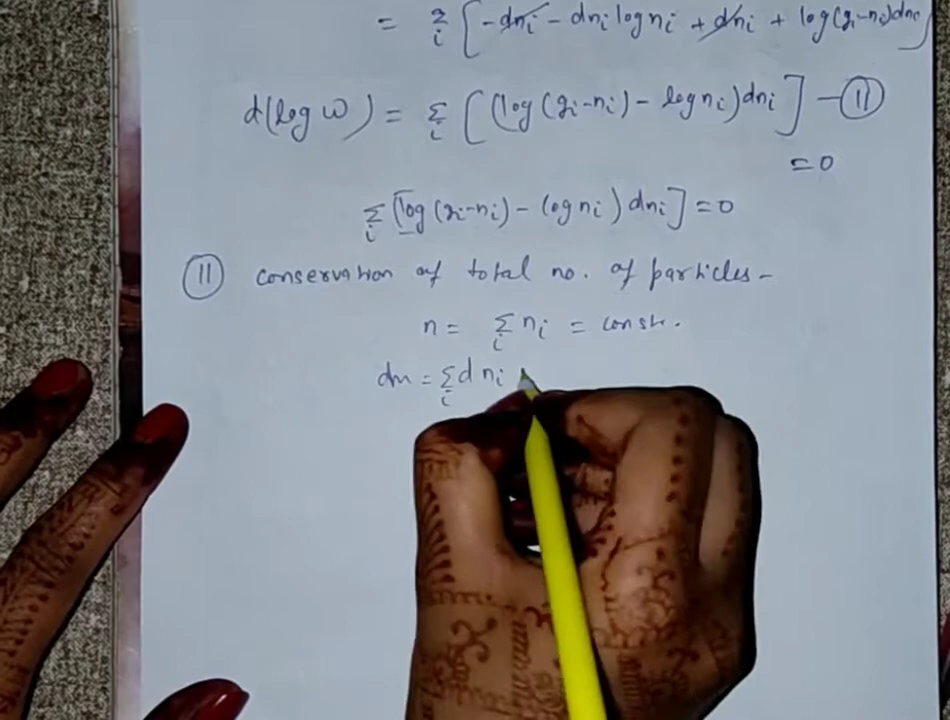 = Σi [ -dni - dni log ni + dni + log(gi-ni)dni ]
d(log ω) = Σi [ (log (gi-ni) - log ni) dni ] - (11)
= 0
Σi [log (gi-ni) - log ni) dni] = 0
(11) conservation of total no. of particles -
n = Σi ni = const.
dn = Σi dni